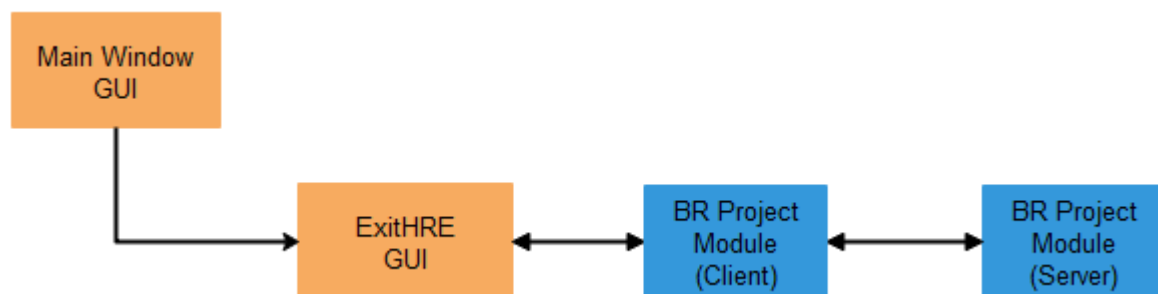 Main Window
GUI
ExitHRE
GUI
BR Project
Module
(Client)
BR Project
Module
(Server)